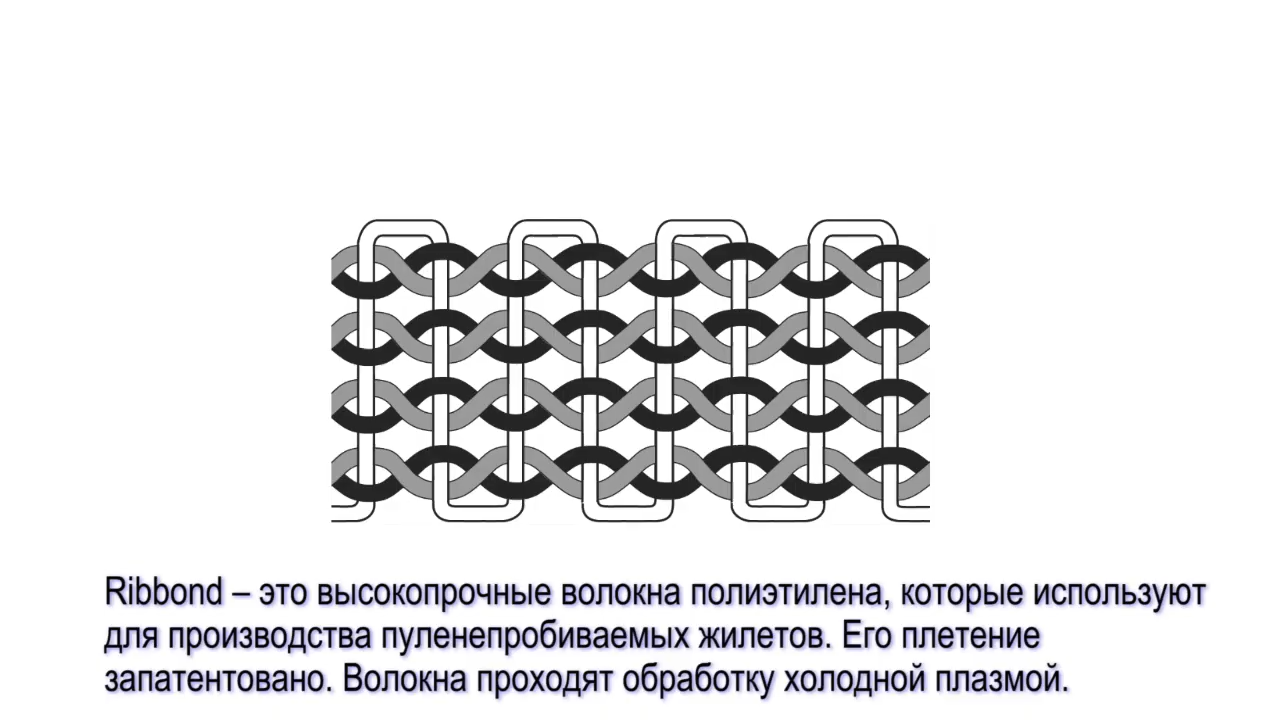 Ribbond – это высокопрочные волокна полиэтилена, которые используют
для производства пуленепробиваемых жилетов. Его плетение
запатентовано. Волокна проходят обработку холодной плазмой.